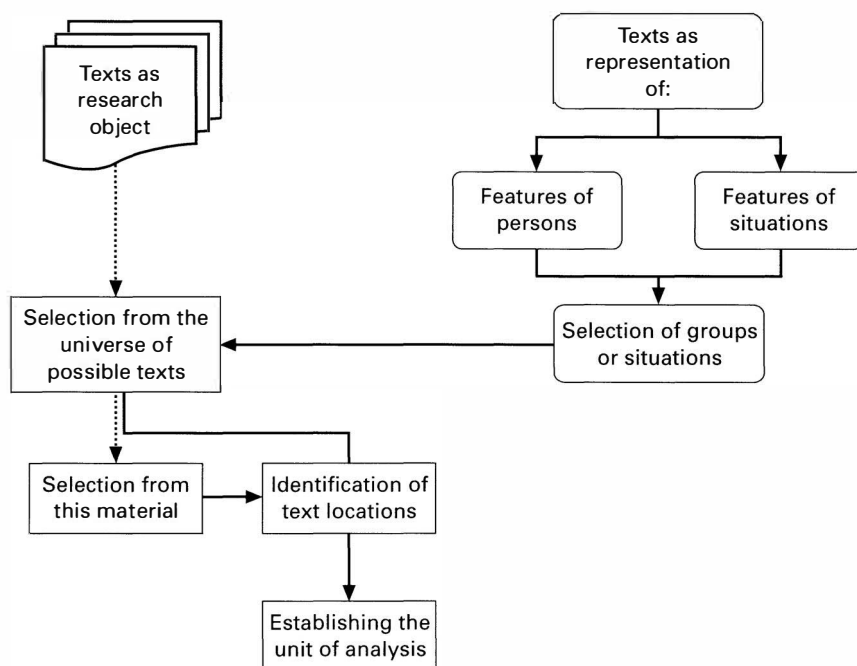 Texts as
research
object
Texts as
representation
of:
Features of
persons
Features of
situations
Selection from the
universe of
possible texts
Selection of groups
or situations
Selection from
this material
Identification of
text locations
Establishing the
unit of analysis